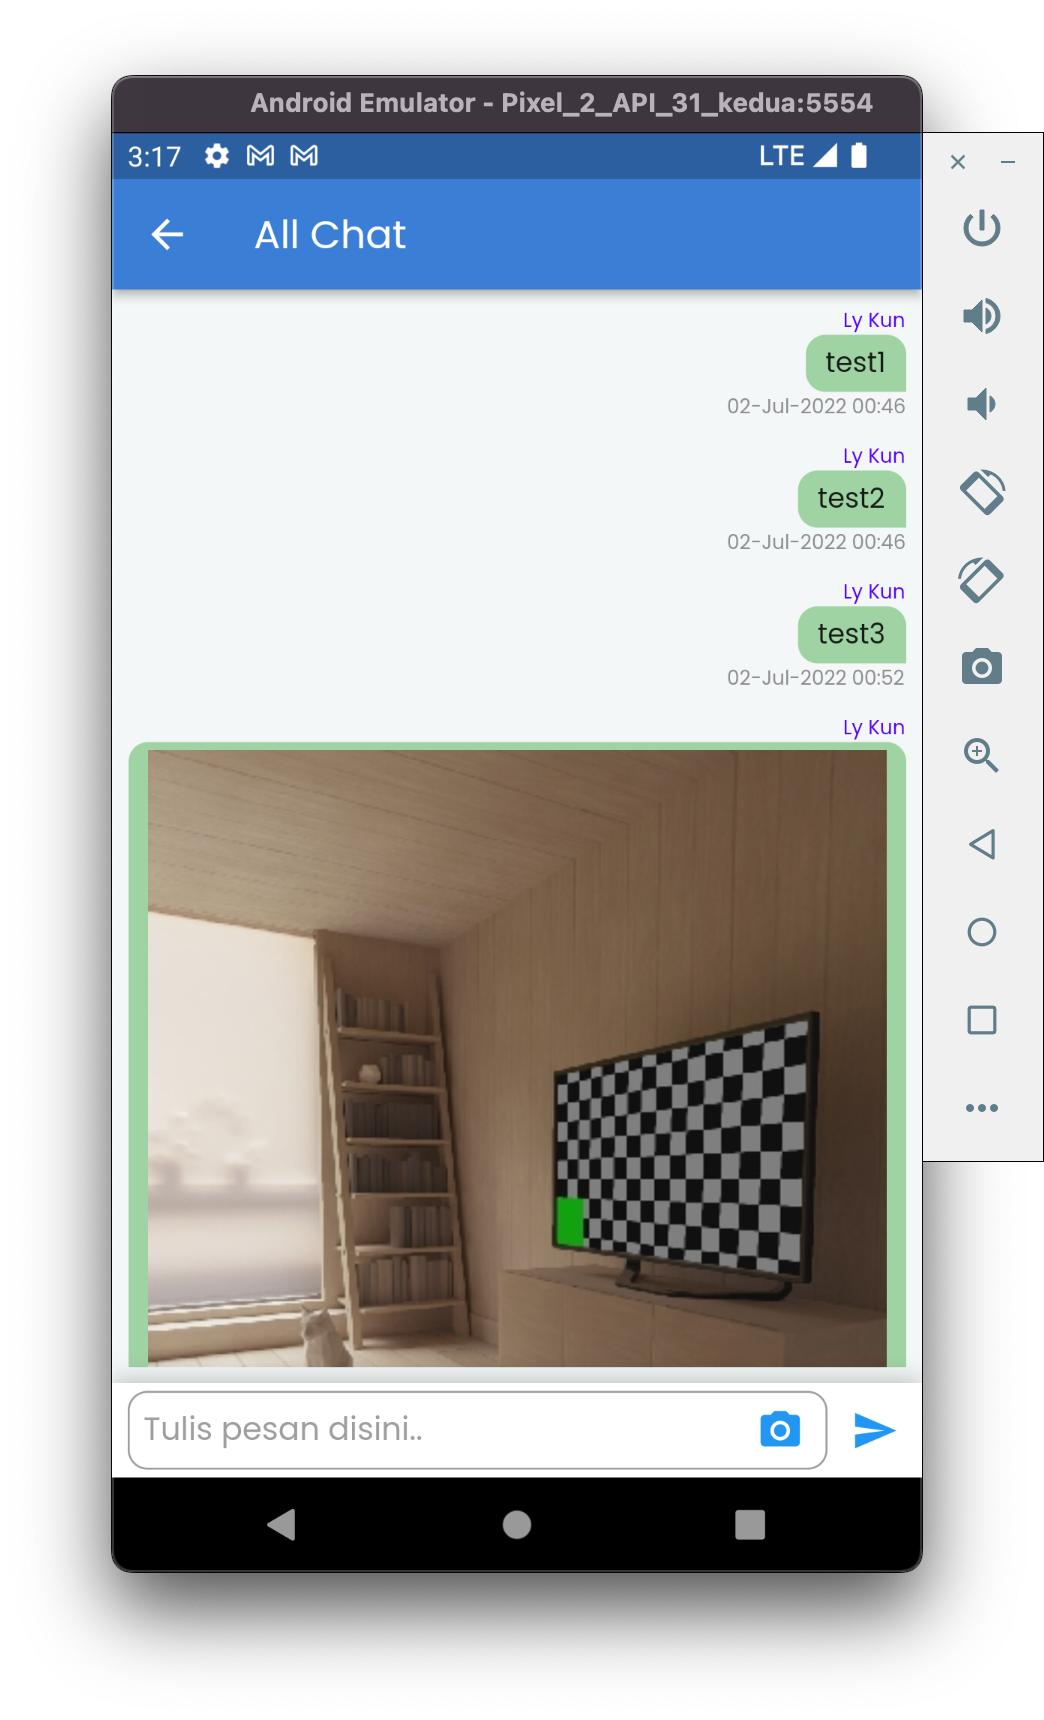 Android Emulator - Pixel_2_API_31_kedua:5554
3:17 LTE
All Chat
Ly Kun
test1
02-Jul-2022 00:46
Ly Kun
test2
02-Jul-2022 00:46
Ly Kun
test3
02-Jul-2022 00:52
Ly Kun
Tulis pesan disini..